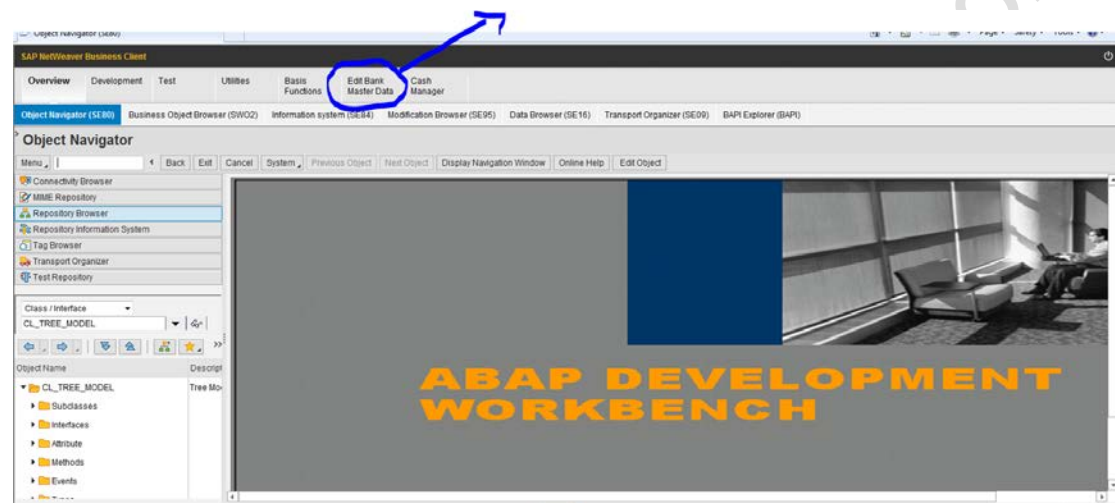 Object Navigator (SE80)
Page Safety Tools
SAP NetWeaver Business Client
Overview Development Test Utilities Basis Functions Edit Bank Master Data Cash Manager
Object Navigator (SE80) Business Object Browser (SWO2) Information system (SE84) Modification Browser (SE95) Data Browser (SE16) Transport Organizer (SE09) BAPI Explorer (BAPI)
Object Navigator
Menu Back Exit Cancel System Previous Object Next Object Display Navigation Window Online Help Edit Object
Connectivity Browser
MIME Repository
Repository Browser
Repository Information System
Tag Browser
Transport Organizer
Test Repository
Class / Interface
CL_TREE_MODEL
Object Name Descript
CL_TREE_MODEL Tree Mo
Subclasses
Interfaces
Attribute
Methods
Events
ABAP DEVELOPMENT
WORKBENCH